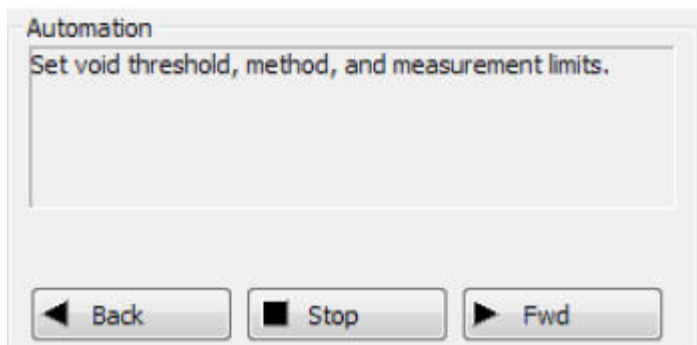 Automation
Set void threshold, method, and measurement limits.
Back Stop Fwd